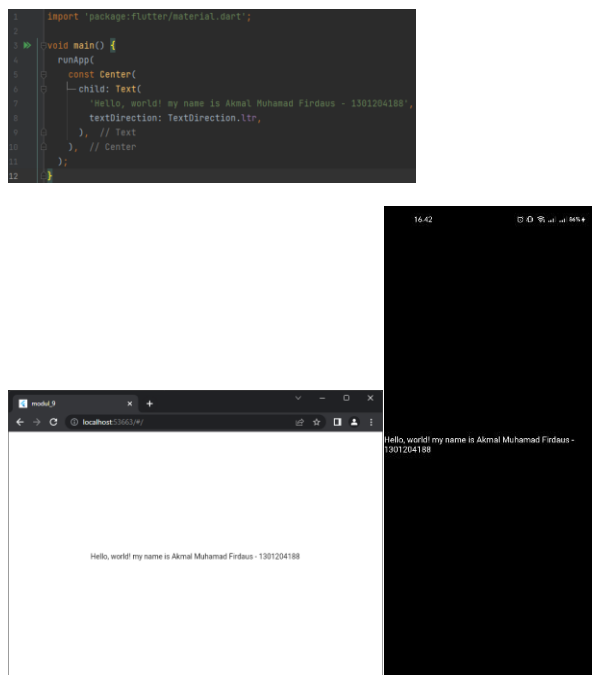 1 import 'package:flutter/material.dart';
2
3 void main() {
4 runApp(
5 const Center(
6 child: Text(
7 'Hello, world! my name is Akmal Muhamad Firdaus - 1301204188',
8 textDirection: TextDirection.ltr,
9 ), // Text
10 ), // Center
11 );
12 }
16.42 86%
modul_9
localhost:53663/#/
Hello, world! my name is Akmal Muhamad Firdaus - 1301204188
Hello, world! my name is Akmal Muhamad Firdaus -
1301204188